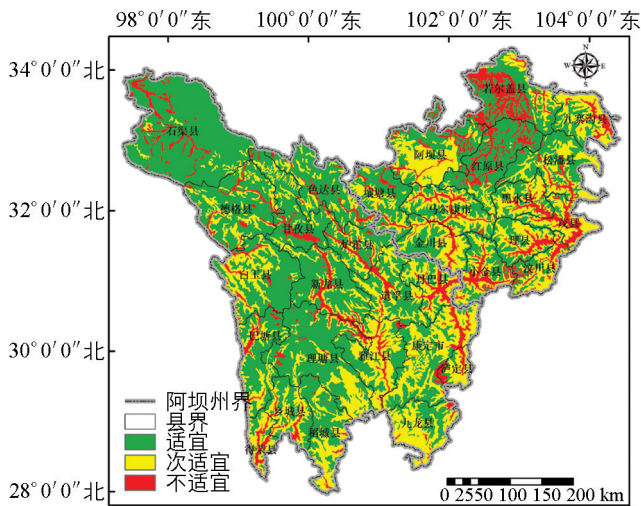 98°0′0″东
100°0′0″东
102°0′0″东
104°0′0″东
34°0′0″北
32°0′0″北
30°0′0″北
28°0′0″北
N
W
E
S
若尔盖县
九寨沟县
石渠县
阿坝县
松潘县
红原县
色达县
壤塘县
黑水县
德格县
马尔康市
甘孜县
茂县
炉霍县
金川县
理县
白玉县
小金县
汶川县
新龙县
丹巴县
道孚县
巴塘县
康定市
理塘县
雅江县
泸定县
乡城县
稻城县
九龙县
得荣县
阿坝州界
县界
适宜
次适宜
不适宜
0 2550 100 150 200 km